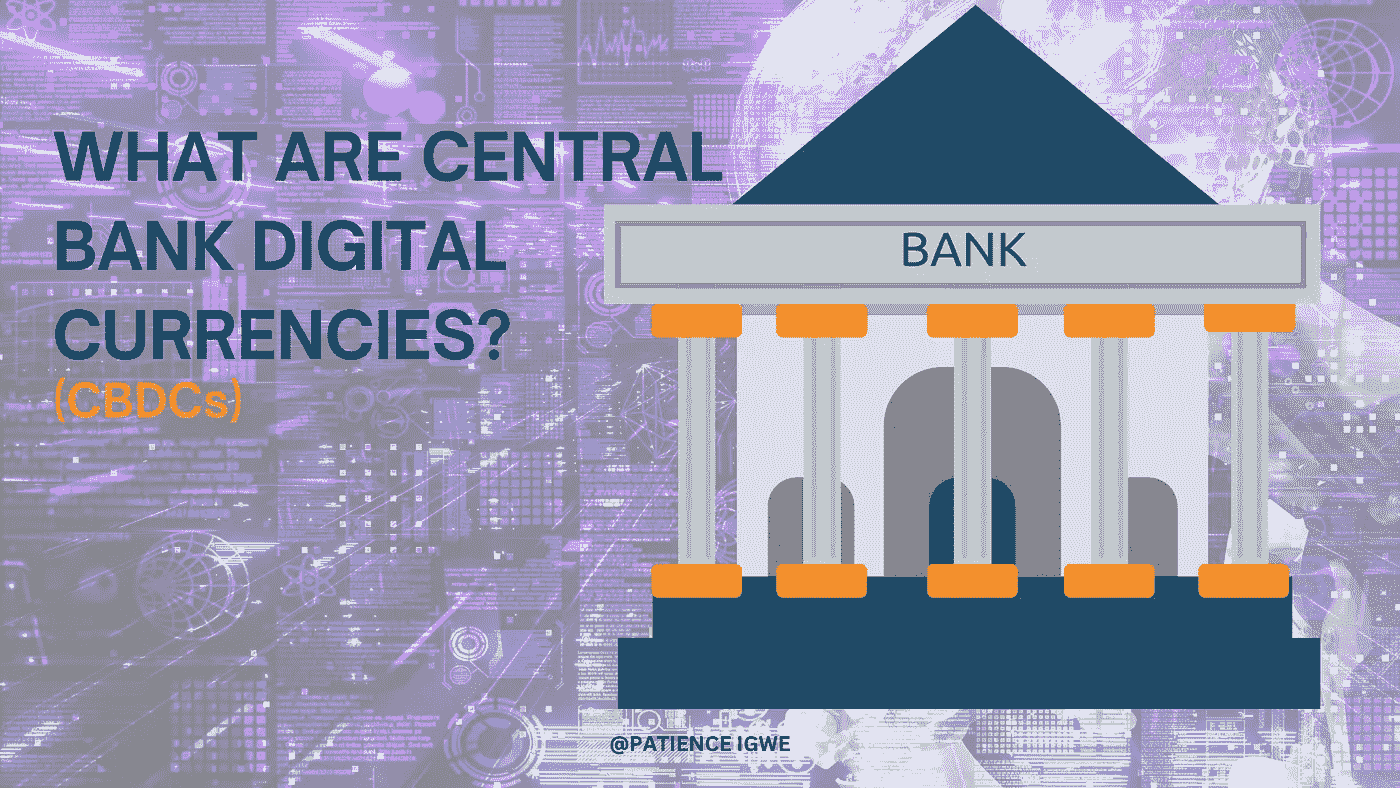 WHAT ARE CENTRAL
BANK DIGITAL
CURRENCIES?
(CBDCs)
BANK
@PATIENCE IGWE